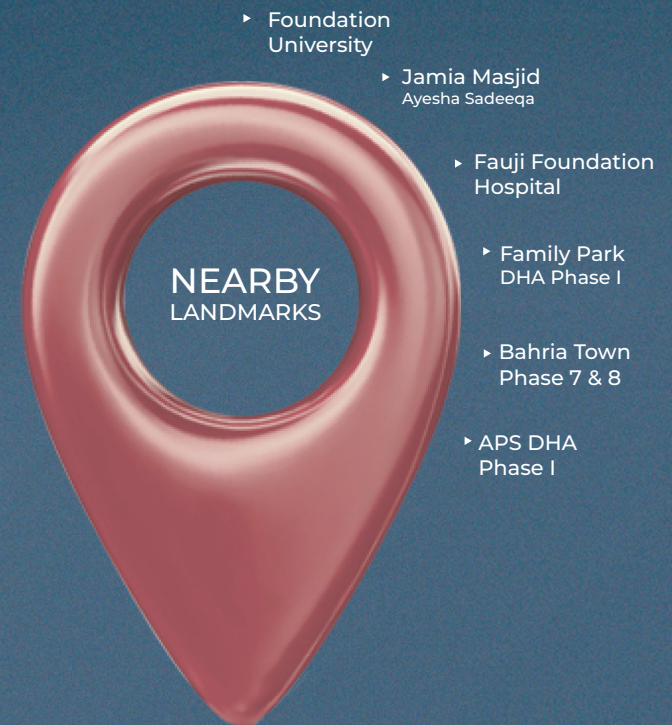 Foundation
University
Jamia Masjid
Ayesha Sadeeqa
Fauji Foundation
Hospital
NEARBY
LANDMARKS
Family Park
DHA Phase I
Bahria Town
Phase 7 & 8
APS DHA
Phase I